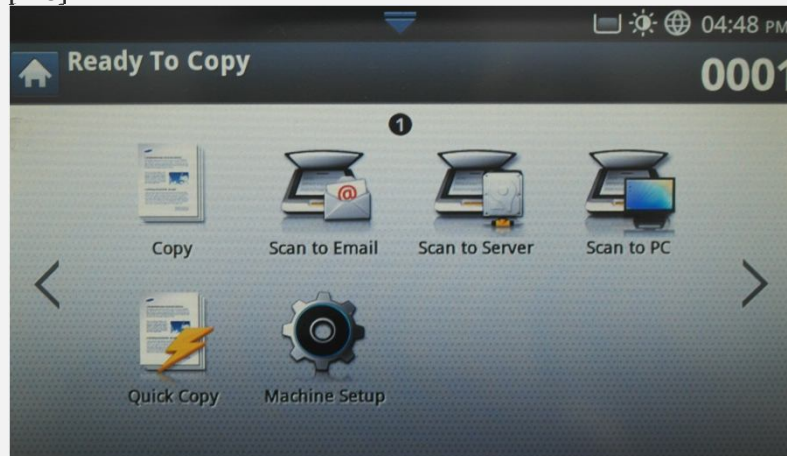 04:48 PM
Ready To Copy
0001
1
Copy
Scan to Email
Scan to Server
Scan to PC
Quick Copy
Machine Setup